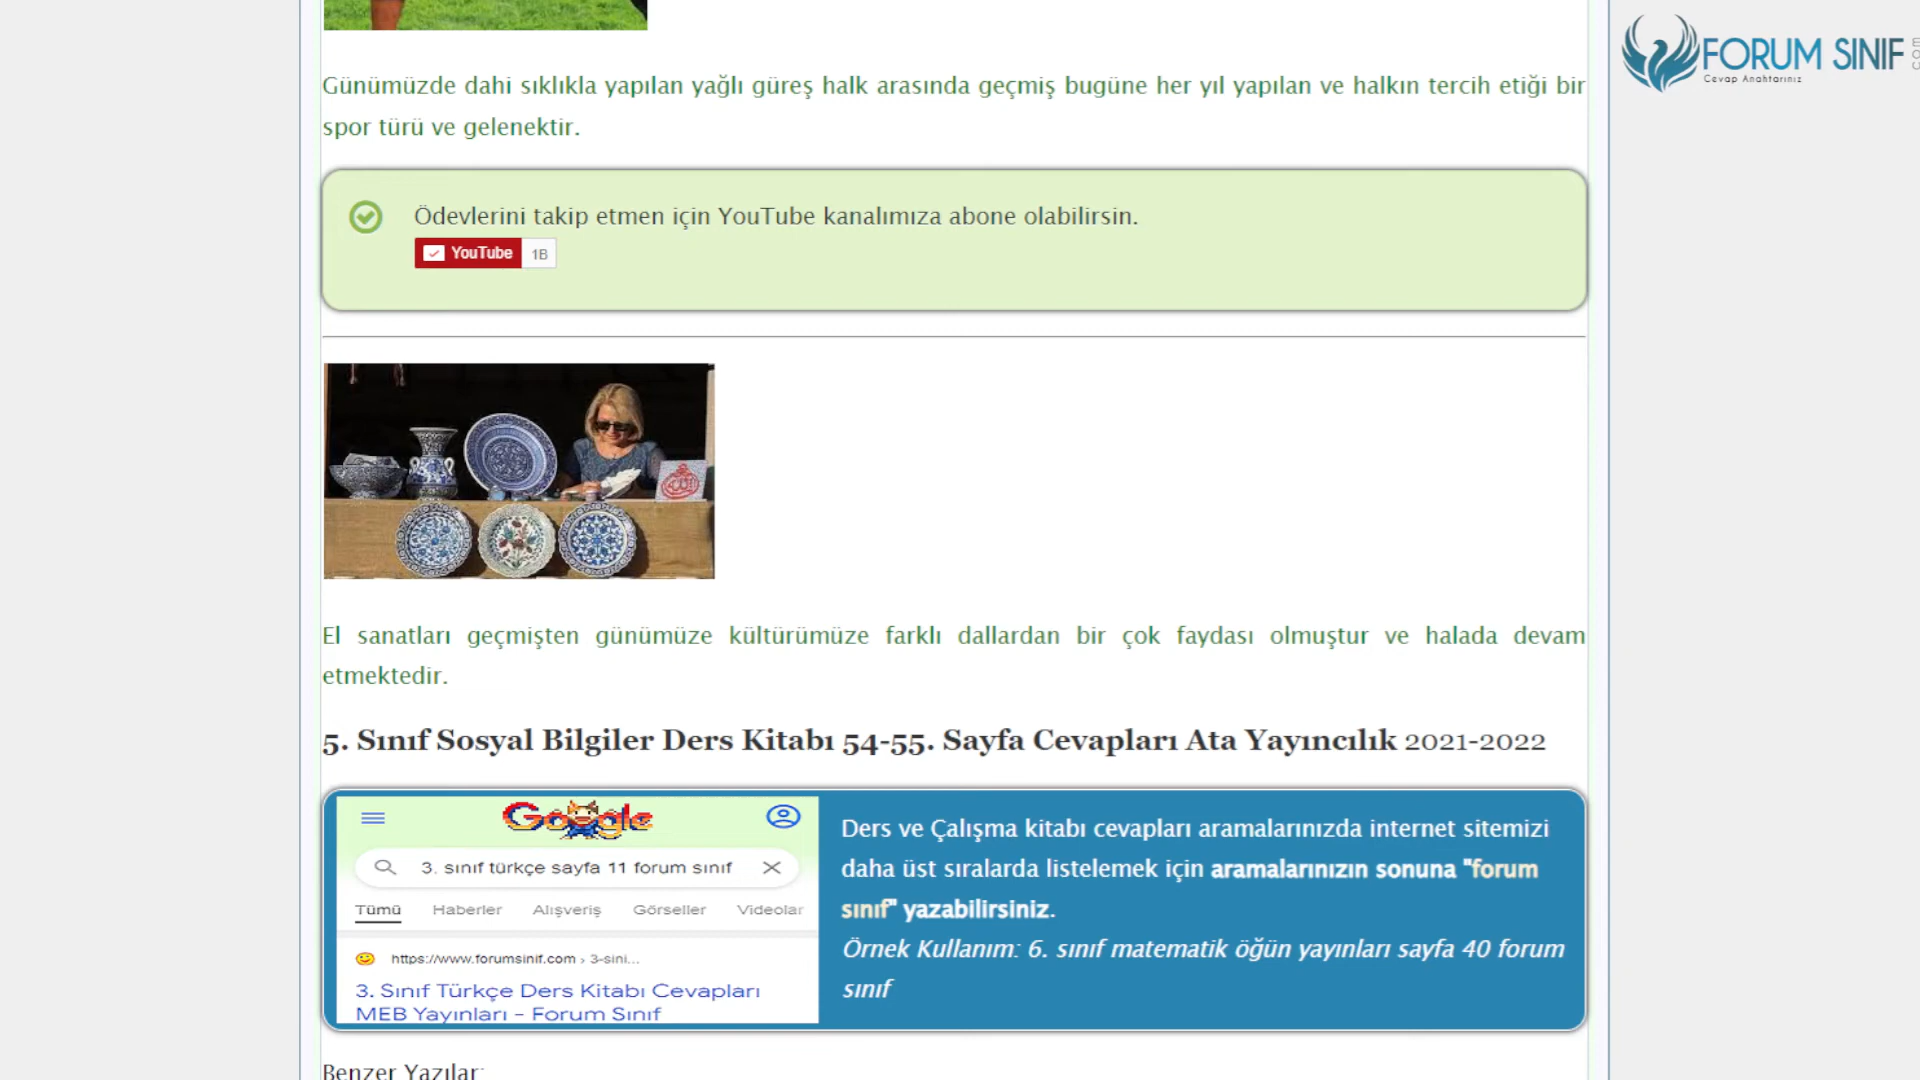 FORUM SINIF
Cevap Anahtarınız
Günümüzde dahi sıklıkla yapılan yağlı güreş halk arasında geçmiş bugüne her yıl yapılan ve halkın tercih etiği bir
spor türü ve gelenektir.
Ödevlerini takip etmen için YouTube kanalımıza abone olabilirsin.
YouTube 1B
El sanatları geçmişten günümüze kültürümüze farklı dallardan bir çok faydası olmuştur ve halada devam
etmektedir.
5. Sınıf Sosyal Bilgiler Ders Kitabı 54-55. Sayfa Cevapları Ata Yayıncılık 2021-2022
Google
3. sınıf türkçe sayfa 11 forum sınıf
Tümü Haberler Alışveriş Görseller Videolar
https://www.forumsinif.com › 3-sini...
3. Sınıf Türkçe Ders Kitabı Cevapları
MEB Yayınları - Forum Sınıf
Ders ve Çalışma kitabı cevapları aramalarınızda internet sitemizi
daha üst sıralarda listelemek için aramalarınızın sonuna "forum
sınıf" yazabilirsiniz.
Örnek Kullanım: 6. sınıf matematik öğün yayınları sayfa 40 forum
sınıf
Benzer Yazılar: